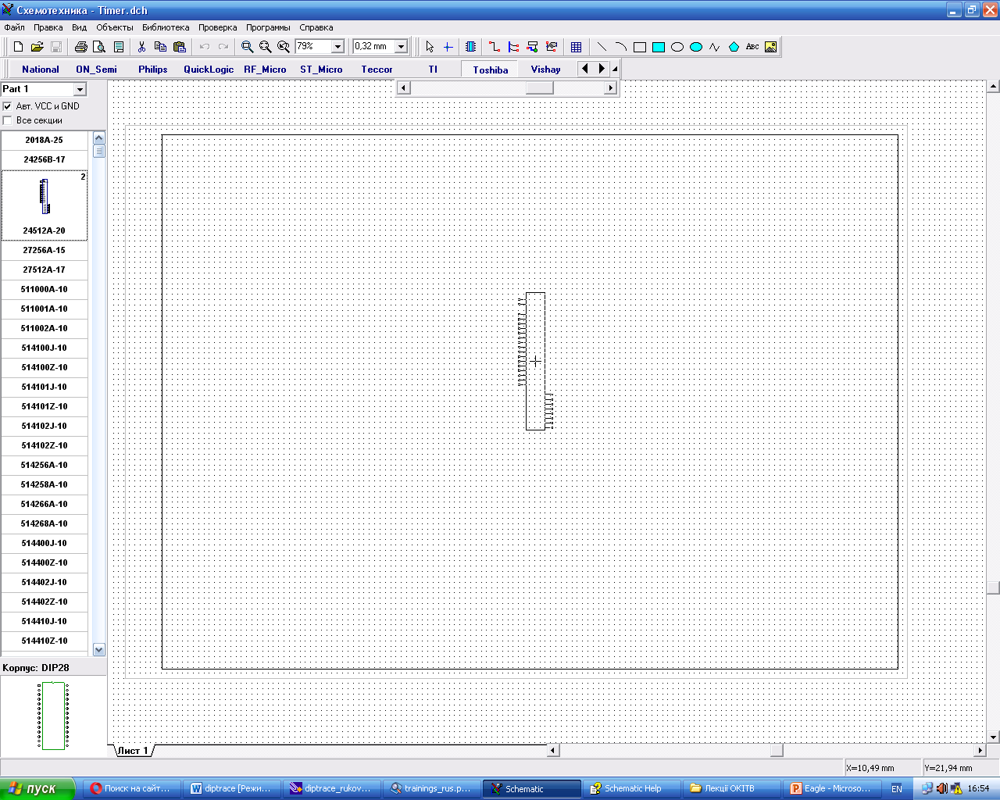 Схемотехника - Timer.dch
Файл Правка Вид Объекты Библиотека Проверка Программы Справка
79% 0,32 mm ABC
National ON_Semi Philips QuickLogic RF_Micro ST_Micro Teccor TI Toshiba Vishay
Part 1
Авт. VCC и GND
Все секции
2018A-25
24256B-17
2
24512A-20
27256A-15
27512A-17
511000A-10
511001A-10
511002A-10
514100J-10
514100Z-10
514101J-10
514101Z-10
514102J-10
514102Z-10
514256A-10
514258A-10
514266A-10
514268A-10
514400J-10
514400Z-10
514402J-10
514402Z-10
514410J-10
514410Z-10
Корпус: DIP28
Лист 1
X=10,49 mm Y=21,94 mm
пуск Поиск на сайт... diptrace [Режи... diptrace_rukov... trainings_rus.p... Schematic Schematic Help Лекції ОКІТВ Eagle - Microso... EN 16:54